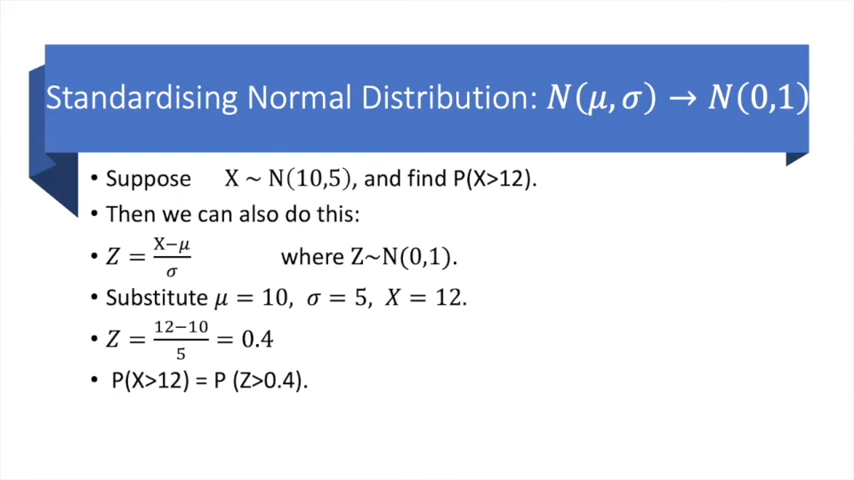 Standardising Normal Distribution: N(μ, σ) → N(0,1)
• Suppose X ~ N(10,5), and find P(X>12).
• Then we can also do this:
• Z = (X−μ)/σ where Z~N(0,1).
• Substitute μ = 10, σ = 5, X = 12.
• Z = (12−10)/5 = 0.4
• P(X>12) = P (Z>0.4).